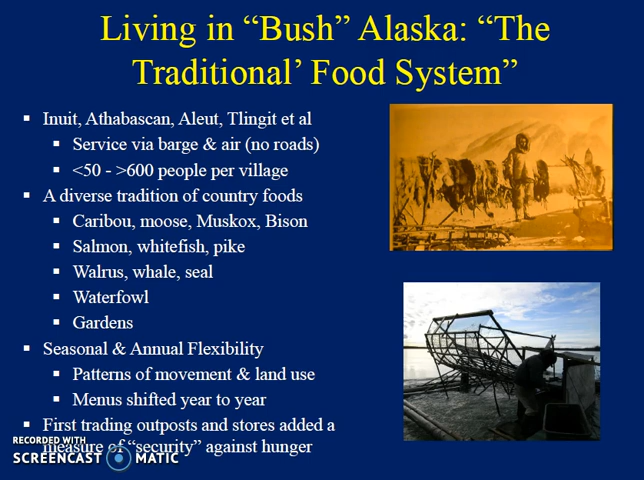 Living in “Bush” Alaska: “The
Traditional’ Food System”
Inuit, Athabascan, Aleut, Tlingit et al
Service via barge & air (no roads)
<50 - >600 people per village
A diverse tradition of country foods
Caribou, moose, Muskox, Bison
Salmon, whitefish, pike
Walrus, whale, seal
Waterfowl
Gardens
Seasonal & Annual Flexibility
Patterns of movement & land use
Menus shifted year to year
First trading outposts and stores added a
measure of “security” against hunger
RECORDED WITH
SCREENCAST MATIC